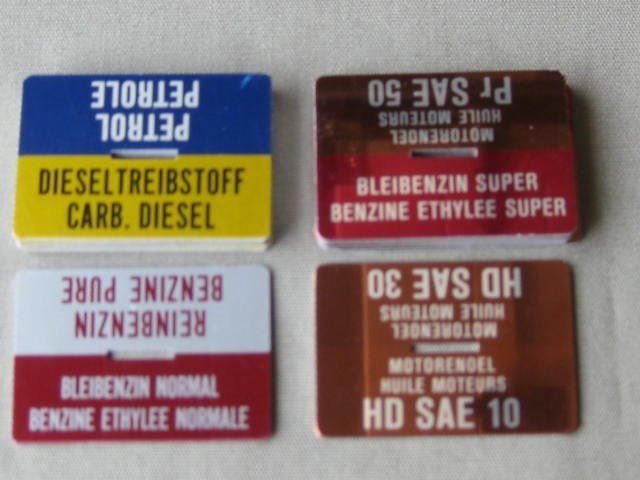 PETROL
PETROLE
DIESELTREIBSTOFF
CARB. DIESEL
MOTORENOEL
HUILE MOTEURS
Pr SAE 50
BLEIBENZIN SUPER
BENZINE ETHYLEE SUPER
REINBENZIN
BENZINE PURE
BLEIBENZIN NORMAL
BENZINE ETHYLEE NORMALE
MOTORENOEL
HUILE MOTEURS
HD SAE 30
MOTORENOEL
HUILE MOTEURS
HD SAE 10